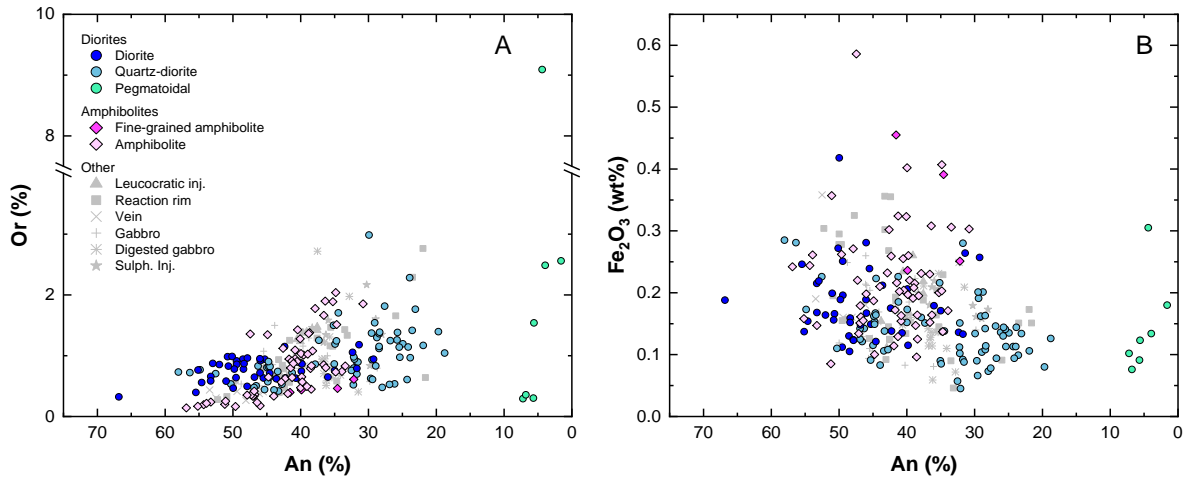 10
8
2
0
Or (%)
A
Diorites
Diorite
Quartz-diorite
Pegmatoidal
Amphibolites
Fine-grained amphibolite
Amphibolite
Other
Leucocratic inj.
Reaction rim
Vein
Gabbro
Digested gabbro
Sulph. Inj.
70 60 50 40 30 20 10 0
An (%)
B
0.6
0.5
0.4
0.3
0.2
0.1
0.0
Fe2O3 (wt%)
70 60 50 40 30 20 10 0
An (%)